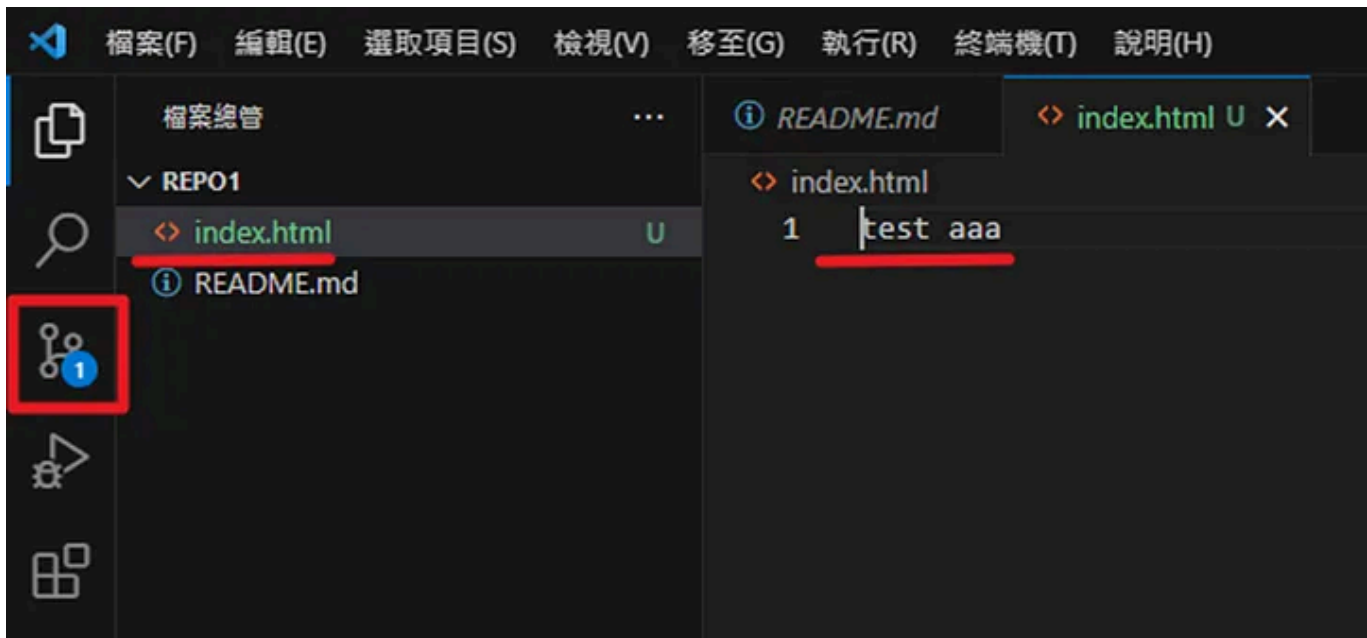 檔案(F) 編輯(E) 選取項目(S) 檢視(V) 移至(G) 執行(R) 終端機(T) 說明(H)
檔案總管 ...
README.md index.html U
REPO1
index.html
index.html U
1 test aaa
README.md
1